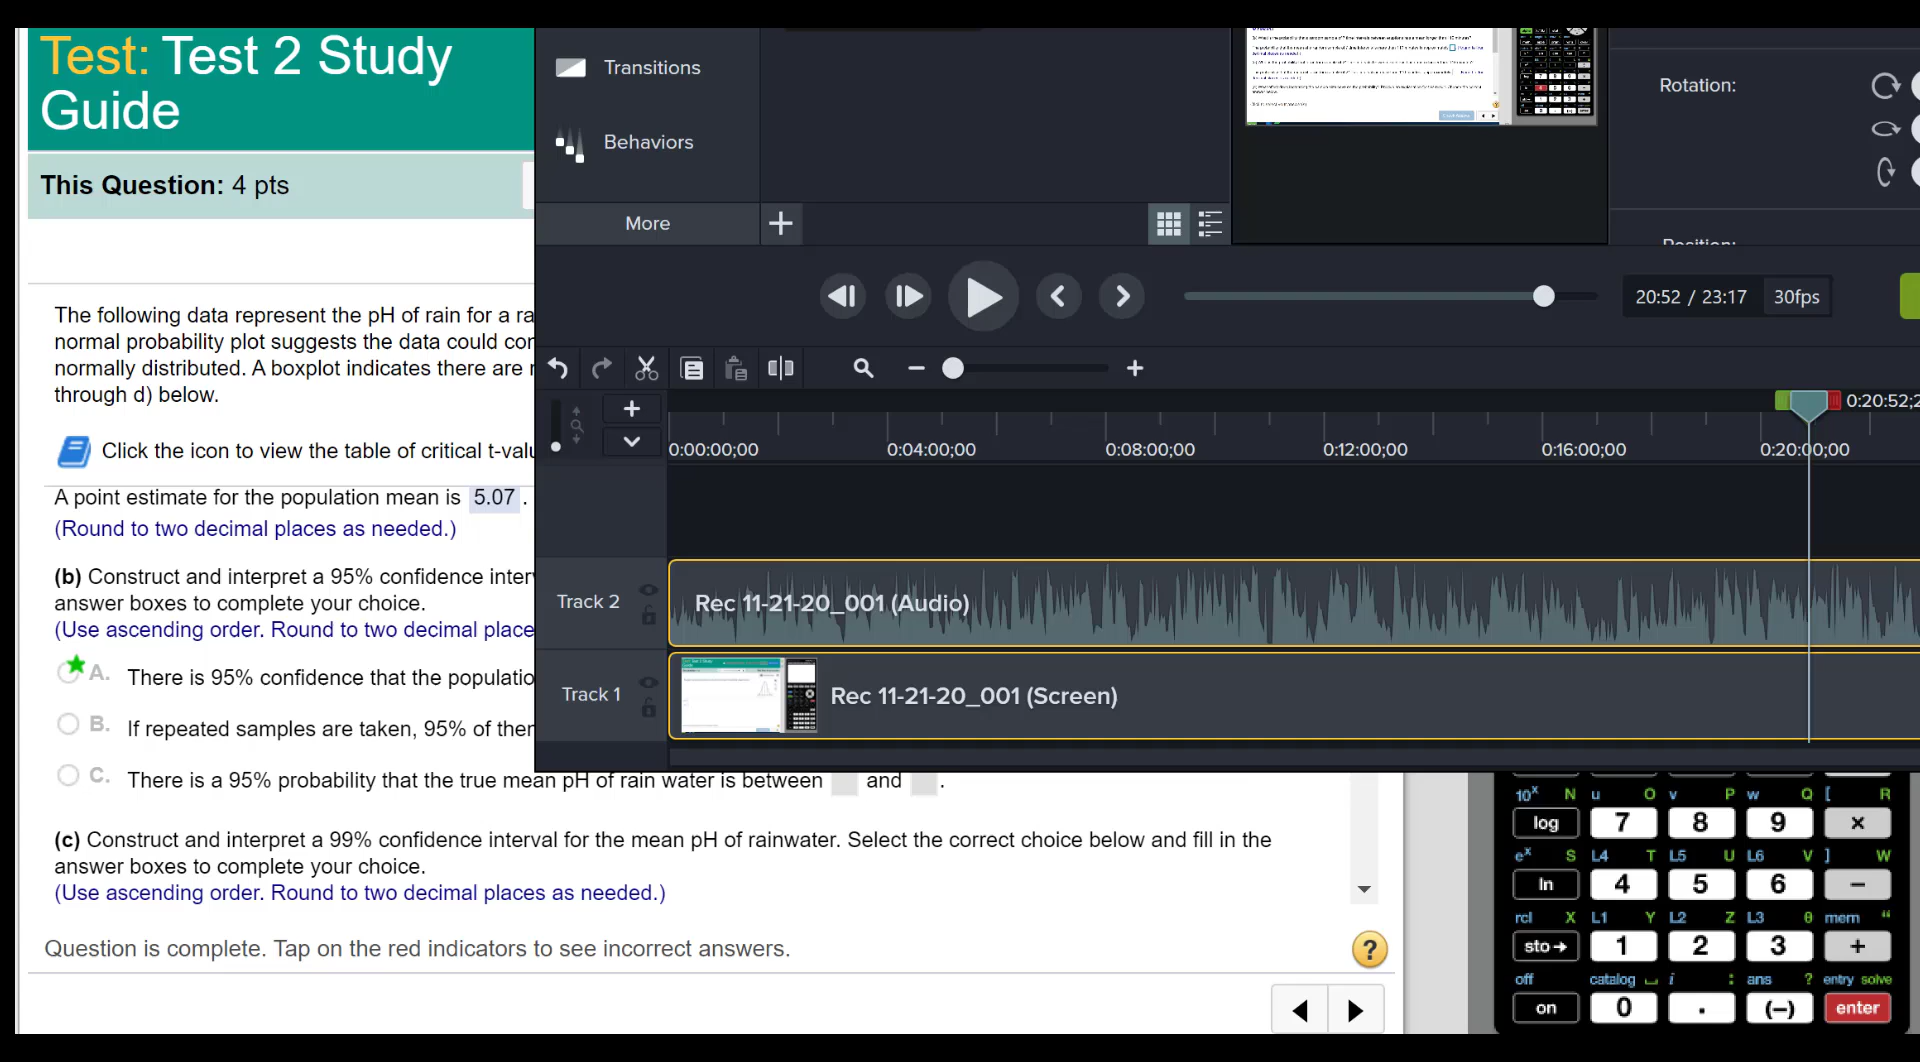 Test: Test 2 Study
Guide
This Question: 4 pts
The following data represent the pH of rain for a ra
normal probability plot suggests the data could cor
normally distributed. A boxplot indicates there are
through d) below.
Click the icon to view the table of critical t-valu
A point estimate for the population mean is 5.07 .
(Round to two decimal places as needed.)
(b) Construct and interpret a 95% confidence inter
answer boxes to complete your choice.
(Use ascending order. Round to two decimal place
A. There is 95% confidence that the populatio
B. If repeated samples are taken, 95% of ther
C. There is a 95% probability that the true mean pH of rain water is between and .
(c) Construct and interpret a 99% confidence interval for the mean pH of rainwater. Select the correct choice below and fill in the
answer boxes to complete your choice.
(Use ascending order. Round to two decimal places as needed.)
Question is complete. Tap on the red indicators to see incorrect answers.
?
Transitions
Behaviors
More
Rotation:
Position:
20:52 / 23:17 30fps
0:20:52;2
0:00:00;00 0:04:00;00 0:08:00;00 0:12:00;00 0:16:00;00 0:20:00;00
Track 2 Rec 11-21-20_001 (Audio)
Track 1 Rec 11-21-20_001 (Screen)
10ˣ N u O v P w Q [ R
log 7 8 9 ×
eˣ S L4 T L5 U L6 V ] W
ln 4 5 6 −
rcl X L1 Y L2 Z L3 θ mem "
sto→ 1 2 3 +
off catalog i : ans ? entry solve
on 0 . (−) enter